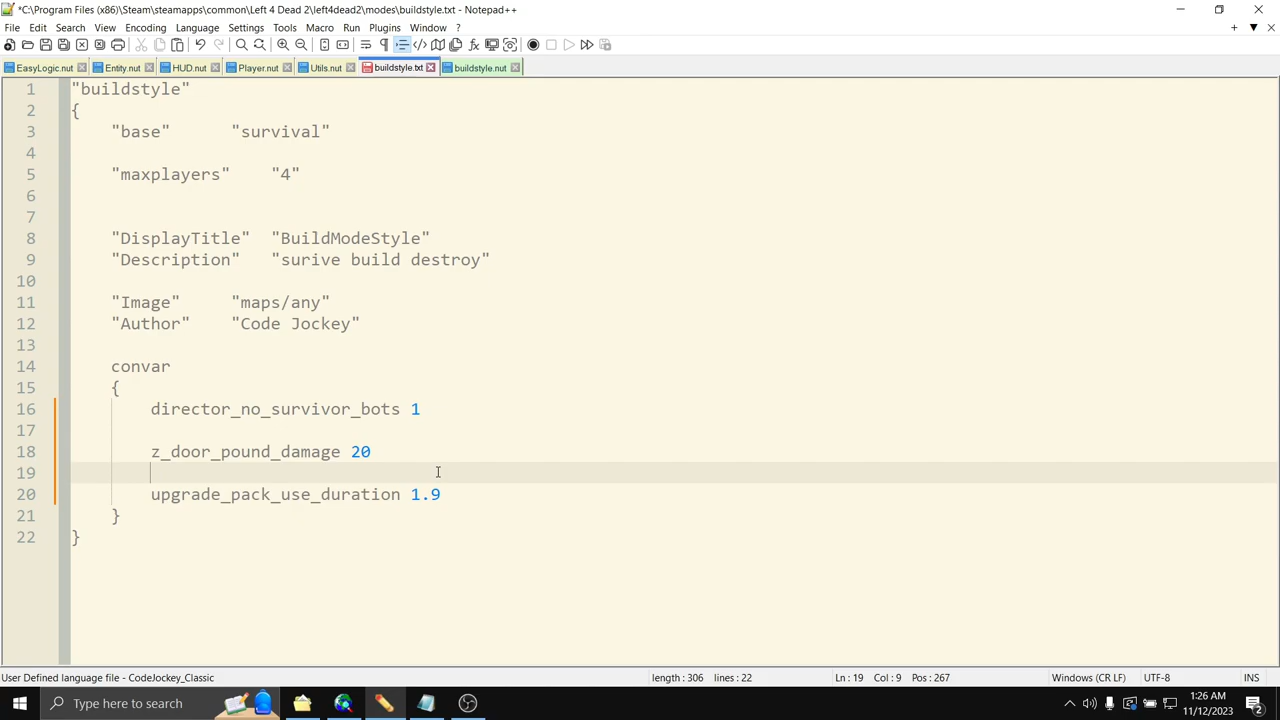 *C:\Program Files (x86)\Steam\steamapps\common\Left 4 Dead 2\left4dead2\modes\buildstyle.txt - Notepad++
File Edit Search View Encoding Language Settings Tools Macro Run Plugins Window ?
EasyLogic.nut Entity.nut HUD.nut Player.nut Utils.nut buildstyle.txt buildstyle.nut
1 "buildstyle"
2 {
3 "base" "survival"
4
5 "maxplayers" "4"
6
7
8 "DisplayTitle" "BuildModeStyle"
9 "Description" "surive build destroy"
10
11 "Image" "maps/any"
12 "Author" "Code Jockey"
13
14 convar
15 {
16 director_no_survivor_bots 1
17
18 z_door_pound_damage 20
19
20 upgrade_pack_use_duration 1.9
21 }
22 }
User Defined language file - CodeJockey_Classic length : 306 lines : 22 Ln : 19 Col : 9 Pos : 267 Windows (CR LF) UTF-8 INS
Type here to search 1:26 AM
11/12/2023 2